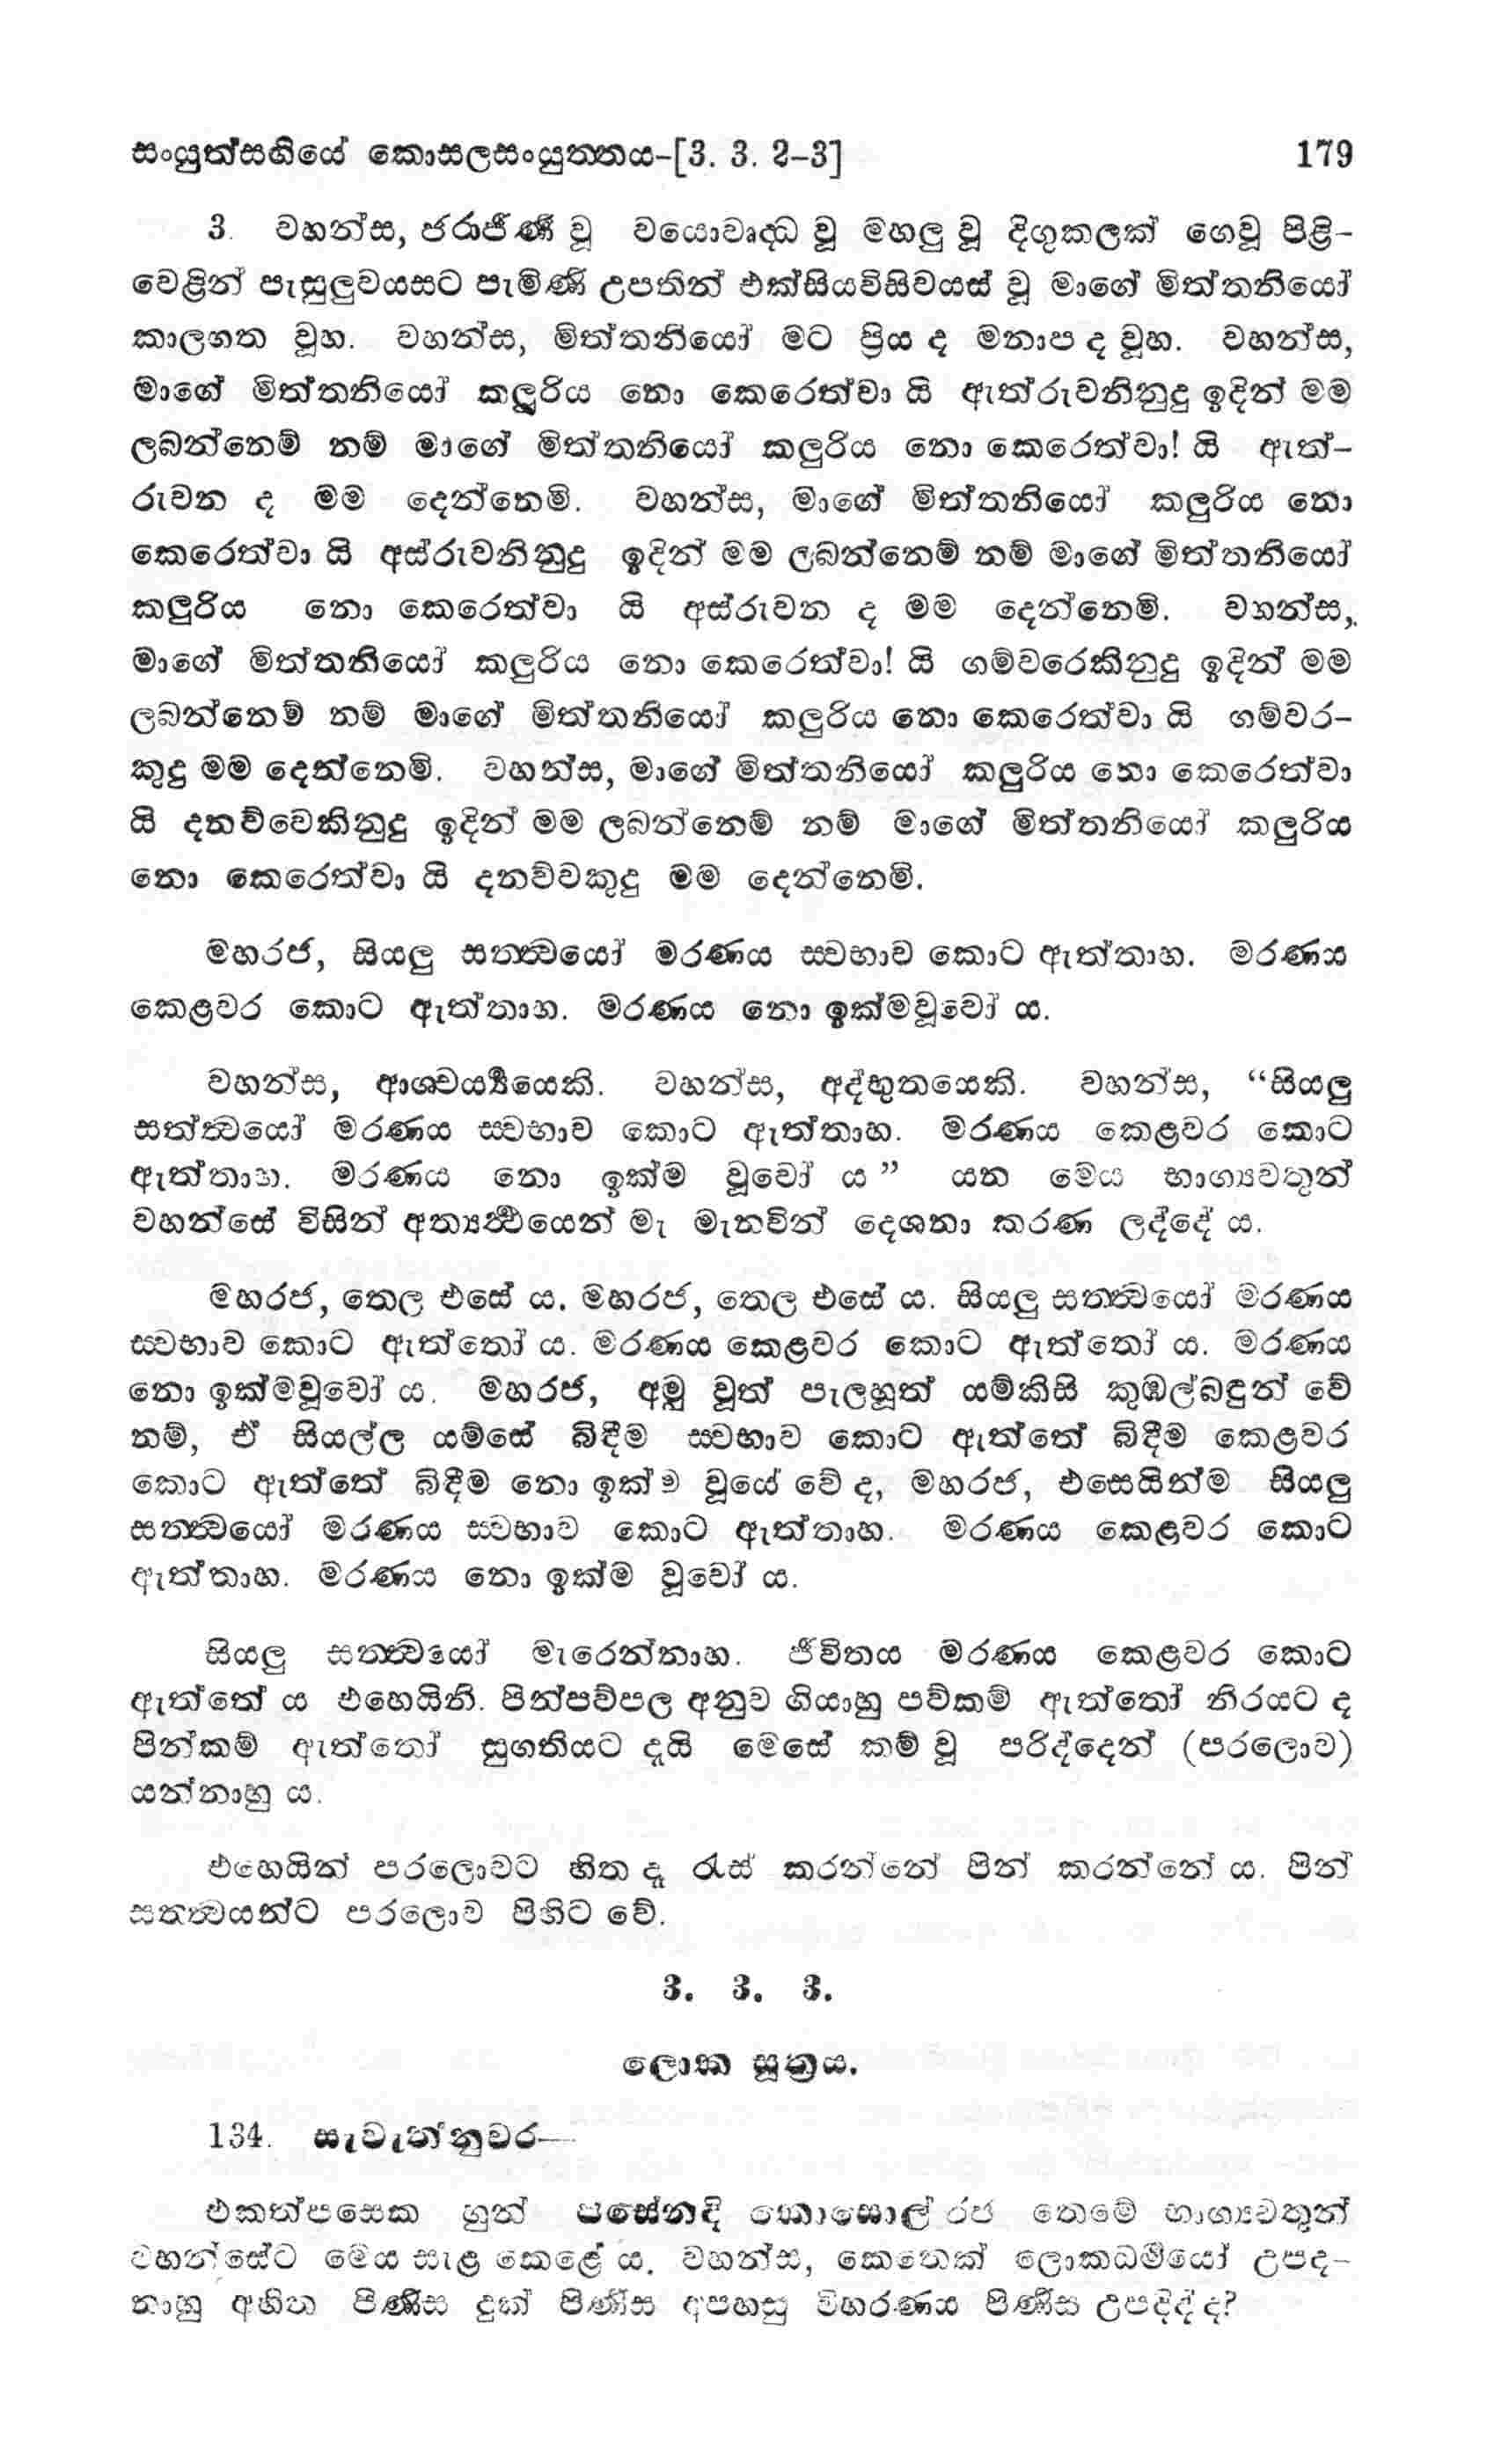 සංයුත්සඟියේ කොසලසංයුත්තය-[3. 3. 2-3] 179
3. වහන්ස, ජරාජීර්ණ වූ වයොවෘද්ධ වූ මහලු වූ දිගුකලක් ගෙවූ පිළි-
වෙළින් පැසුලුවයසට පැමිණි උපතින් එක්සියවිසිවයස් වූ මාගේ මිත්තනියෝ
කාලගත වූහ. වහන්ස, මිත්තනියෝ මට ප්‍රිය ද මනාප ද වූහ. වහන්ස,
මාගේ මිත්තනියෝ කලුරිය නො කෙරෙත්වා යි ඇත්රුවනිනුදු ඉදින් මම
ලබන්නෙම් නම් මාගේ මිත්තනියෝ කලුරිය නො කෙරෙත්වා! යි ඇත්-
රුවන ද මම දෙන්නෙමි. වහන්ස, මාගේ මිත්තනියෝ කලුරිය නො
කෙරෙත්වා යි අස්රුවනිනුදු ඉදින් මම ලබන්නෙම් නම් මාගේ මිත්තනියෝ
කලුරිය නො කෙරෙත්වා යි අස්රුවන ද මම දෙන්නෙමි. වහන්ස,
මාගේ මිත්තනියෝ කලුරිය නො කෙරෙත්වා! යි ගම්වරෙකිනුදු ඉදින් මම
ලබන්නෙම් නම් මාගේ මිත්තනියෝ කලුරිය නො කෙරෙත්වා යි ගම්වර-
කුදු මම දෙන්නෙමි. වහන්ස, මාගේ මිත්තනියෝ කලුරිය නො කෙරෙත්වා
යි දනව්වෙකිනුදු ඉදින් මම ලබන්නෙම් නම් මාගේ මිත්තනියෝ කලුරිය
නො කෙරෙත්වා යි දනව්වකුදු මම දෙන්නෙමි.
මහරජ, සියලු සත්ත්‍වයෝ මරණය ස්වභාව කොට ඇත්තාහ. මරණය
කෙළවර කොට ඇත්තාහ. මරණය නො ඉක්මවූවෝ ය.
වහන්ස, ආශ්චර්‍ය්‍යයෙකි. වහන්ස, අද්භූතයෙකි. වහන්ස, “සියලු
සත්ත්‍වයෝ මරණය ස්වභාව කොට ඇත්තාහ. මරණය කෙළවර කොට
ඇත්තාහ. මරණය නො ඉක්ම වූවෝ ය” යන මෙය භාග්‍යවතුන්
වහන්සේ විසින් අත්‍යර්ථයෙන් මැ මැනවින් දෙශනා කරණ ලද්දේ ය.
මහරජ, තෙල එසේ ය. මහරජ, තෙල එසේ ය. සියලු සත්ත්‍වයෝ මරණය
ස්වභාව කොට ඇත්තෝ ය. මරණය කෙළවර කොට ඇත්තෝ ය. මරණය
නො ඉක්මවූවෝ ය. මහරජ, අමු වූත් පැලහූත් යම්කිසි කුඹල්බඳුන් වේ
නම්, ඒ සියල්ල යම්සේ බිඳීම ස්වභාව කොට ඇත්තේ බිඳීම කෙළවර
කොට ඇත්තේ බිඳීම නො ඉක්ම වූයේ වේ ද, මහරජ, එසෙයින්ම සියලු
සත්ත්‍වයෝ මරණය ස්වභාව කොට ඇත්තාහ. මරණය කෙළවර කොට
ඇත්තාහ. මරණය නො ඉක්ම වූවෝ ය.
සියලු සත්ත්‍වයෝ මැරෙන්නාහ. ජීවිතය මරණය කෙළවර කොට
ඇත්තේ ය එහෙයිනි. පින්පව්පල අනුව ගියාහු පව්කම් ඇත්තෝ නිරයට ද
පින්කම් ඇත්තෝ සුගතියට දැයි මෙසේ කම් වූ පරිද්දෙන් (පරලොව)
යන්නාහු ය.
එහෙයින් පරලොවට හිත දෑ රැස් කරන්නේ පින් කරන්නේ ය. පින්
සත්ත්‍වයන්ට පරලොව පිහිට වේ.
3. 3. 3.
ලොක සූත්‍රය.
134. සැවැත්නුවර—
එකත්පසෙක හුන් පසේනදි කොසොල් රජ තෙමේ භාග්‍යවතුන්
වහන්සේට මෙය සැළ කෙළේ ය. වහන්ස, කෙතෙක් ලොකධර්මයෝ උපද-
නාහු අහිත පිණිස දුක් පිණිස අපහසු විහරණය පිණිස උපදිද්ද?